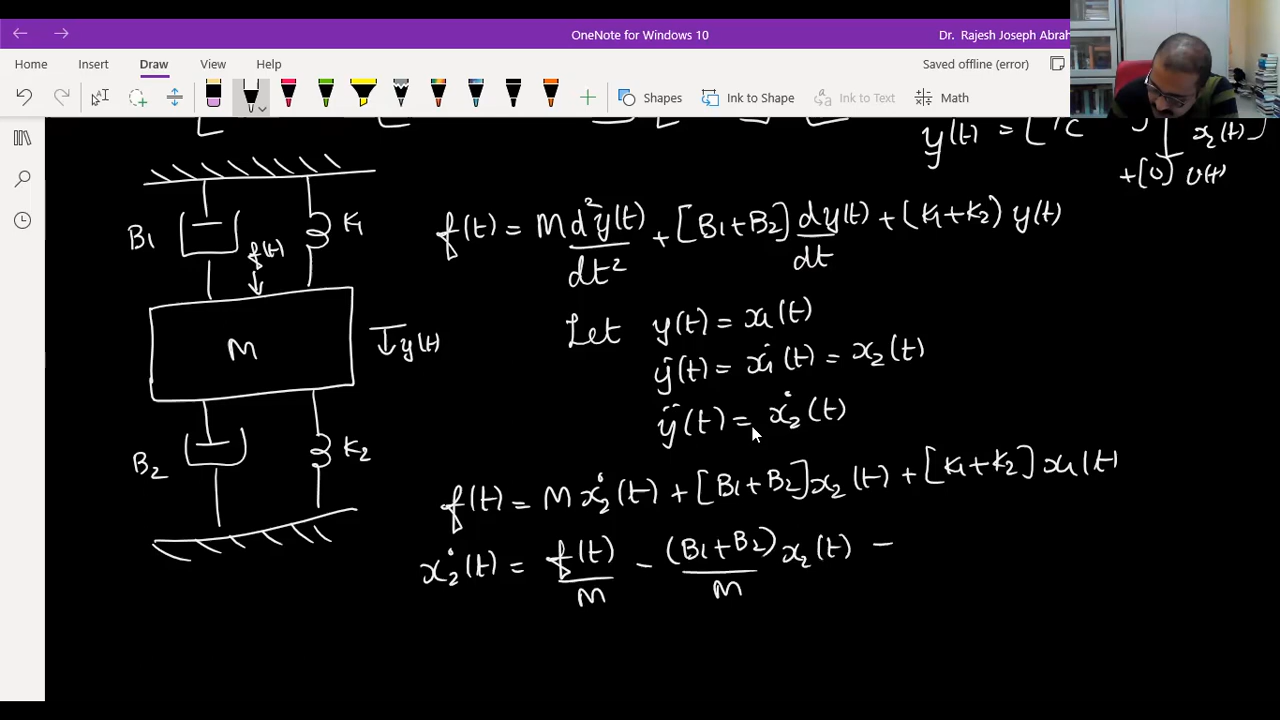 OneNote for Windows 10
Dr. Rajesh Joseph Abrah
Home Insert Draw View Help
Saved offline (error)
Shapes Ink to Shape Ink to Text Math
y(t) =
x₂(t)
+[0] U(t)
B₁ K₁
f(t)
M
y(t)
B₂ K₂
f(t) = M d²y(t)/dt² + [B₁+B₂] dy(t)/dt + (K₁+K₂) y(t)
Let y(t) = x₁(t)
ẏ(t) = ẋ₁(t) = x₂(t)
ÿ(t) = ẋ₂(t)
f(t) = M ẋ₂(t) + [B₁+B₂] x₂(t) + [K₁+K₂] x₁(t)
ẋ₂(t) = f(t)/M - (B₁+B₂)/M x₂(t) -